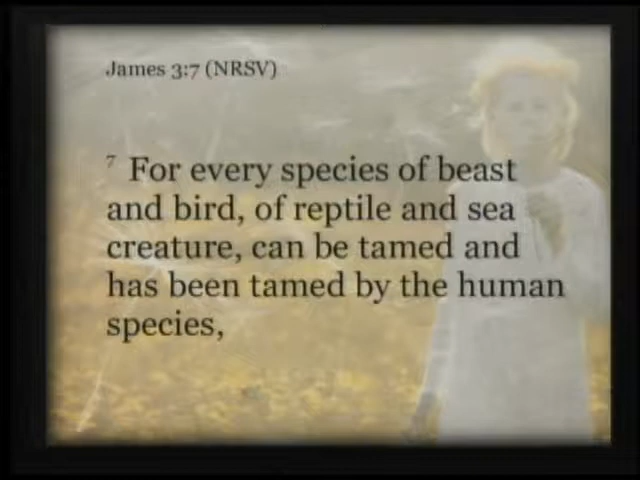 James 3:7 (NRSV)
7 For every species of beast
and bird, of reptile and sea
creature, can be tamed and
has been tamed by the human
species,